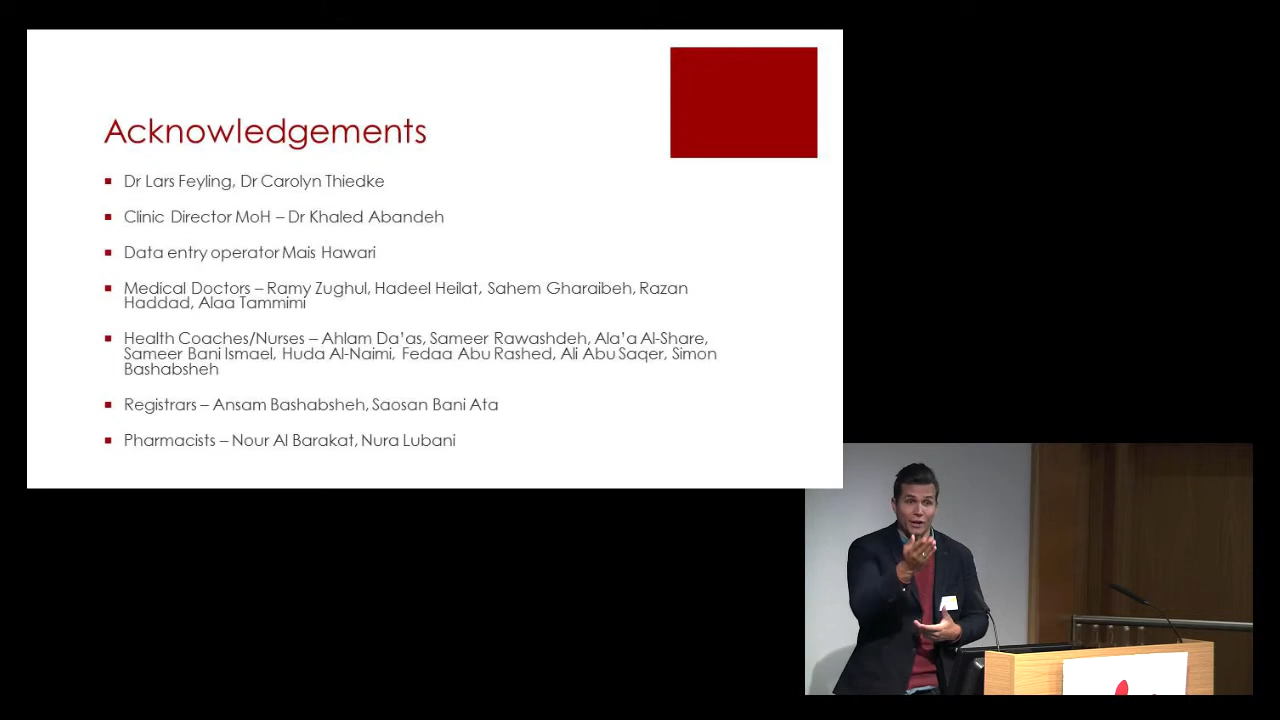 Acknowledgements
Dr Lars Feyling, Dr Carolyn Thiedke
Clinic Director MoH – Dr Khaled Abandeh
Data entry operator Mais Hawari
Medical Doctors – Ramy Zughul, Hadeel Heilat, Sahem Gharaibeh, Razan
Haddad, Alaa Tammimi
Health Coaches/Nurses – Ahlam Da’as, Sameer Rawashdeh, Ala’a Al-Share,
Sameer Bani Ismael, Huda Al-Naimi, Fedaa Abu Rashed, Ali Abu Saqer, Simon
Bashabsheh
Registrars – Ansam Bashabsheh, Saosan Bani Ata
Pharmacists – Nour Al Barakat, Nura Lubani